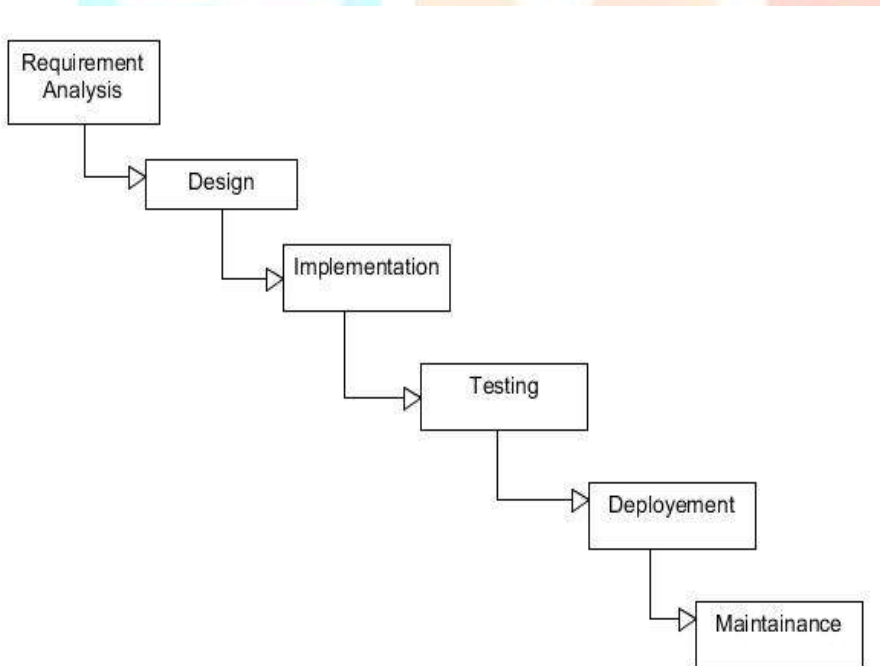 Requirement
Analysis
Design
Implementation
Testing
Deployement
Maintainance